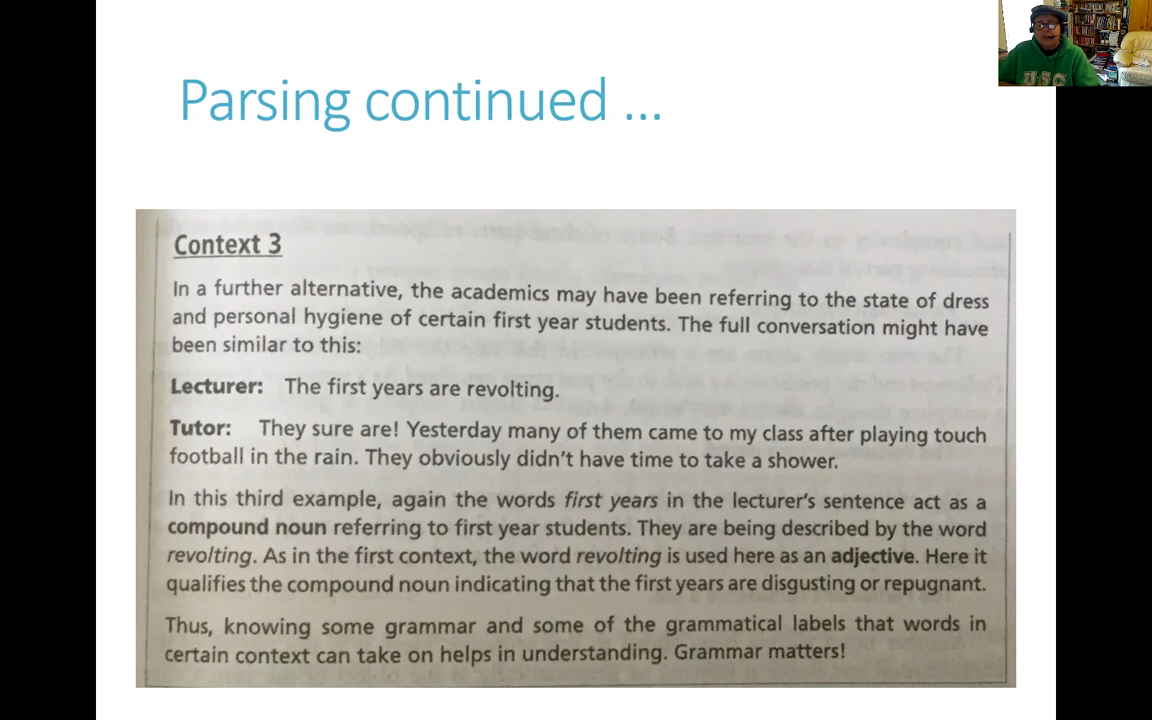 Parsing continued ...
Context 3
In a further alternative, the academics may have been referring to the state of dress
and personal hygiene of certain first year students. The full conversation might have
been similar to this:
Lecturer: The first years are revolting.
Tutor: They sure are! Yesterday many of them came to my class after playing touch
football in the rain. They obviously didn't have time to take a shower.
In this third example, again the words first years in the lecturer's sentence act as a
compound noun referring to first year students. They are being described by the word
revolting. As in the first context, the word revolting is used here as an adjective. Here it
qualifies the compound noun indicating that the first years are disgusting or repugnant.
Thus, knowing some grammar and some of the grammatical labels that words in
certain context can take on helps in understanding. Grammar matters!